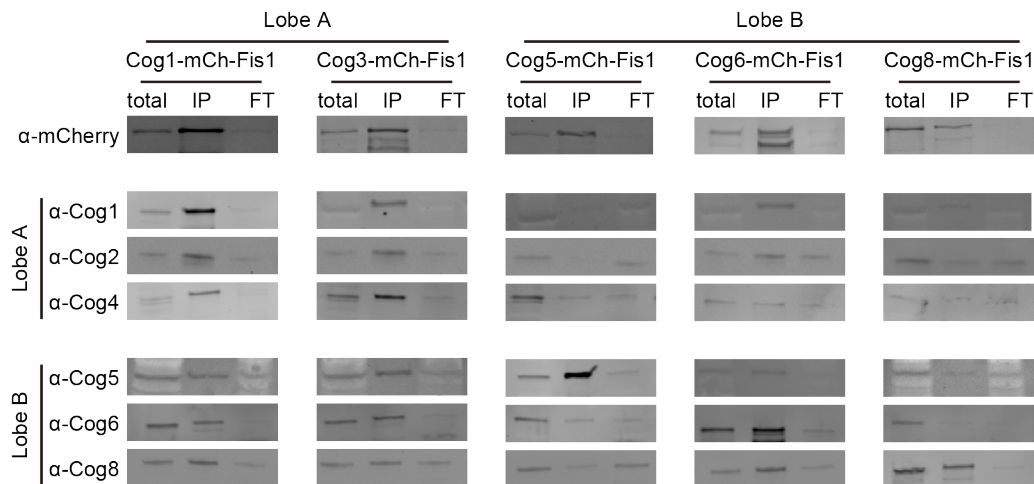 Lobe A Lobe B
Cog1-mCh-Fis1 Cog3-mCh-Fis1 Cog5-mCh-Fis1 Cog6-mCh-Fis1 Cog8-mCh-Fis1
total IP FT total IP FT total IP FT total IP FT total IP FT
α-mCherry
Lobe A
α-Cog1
α-Cog2
α-Cog4
Lobe B
α-Cog5
α-Cog6
α-Cog8